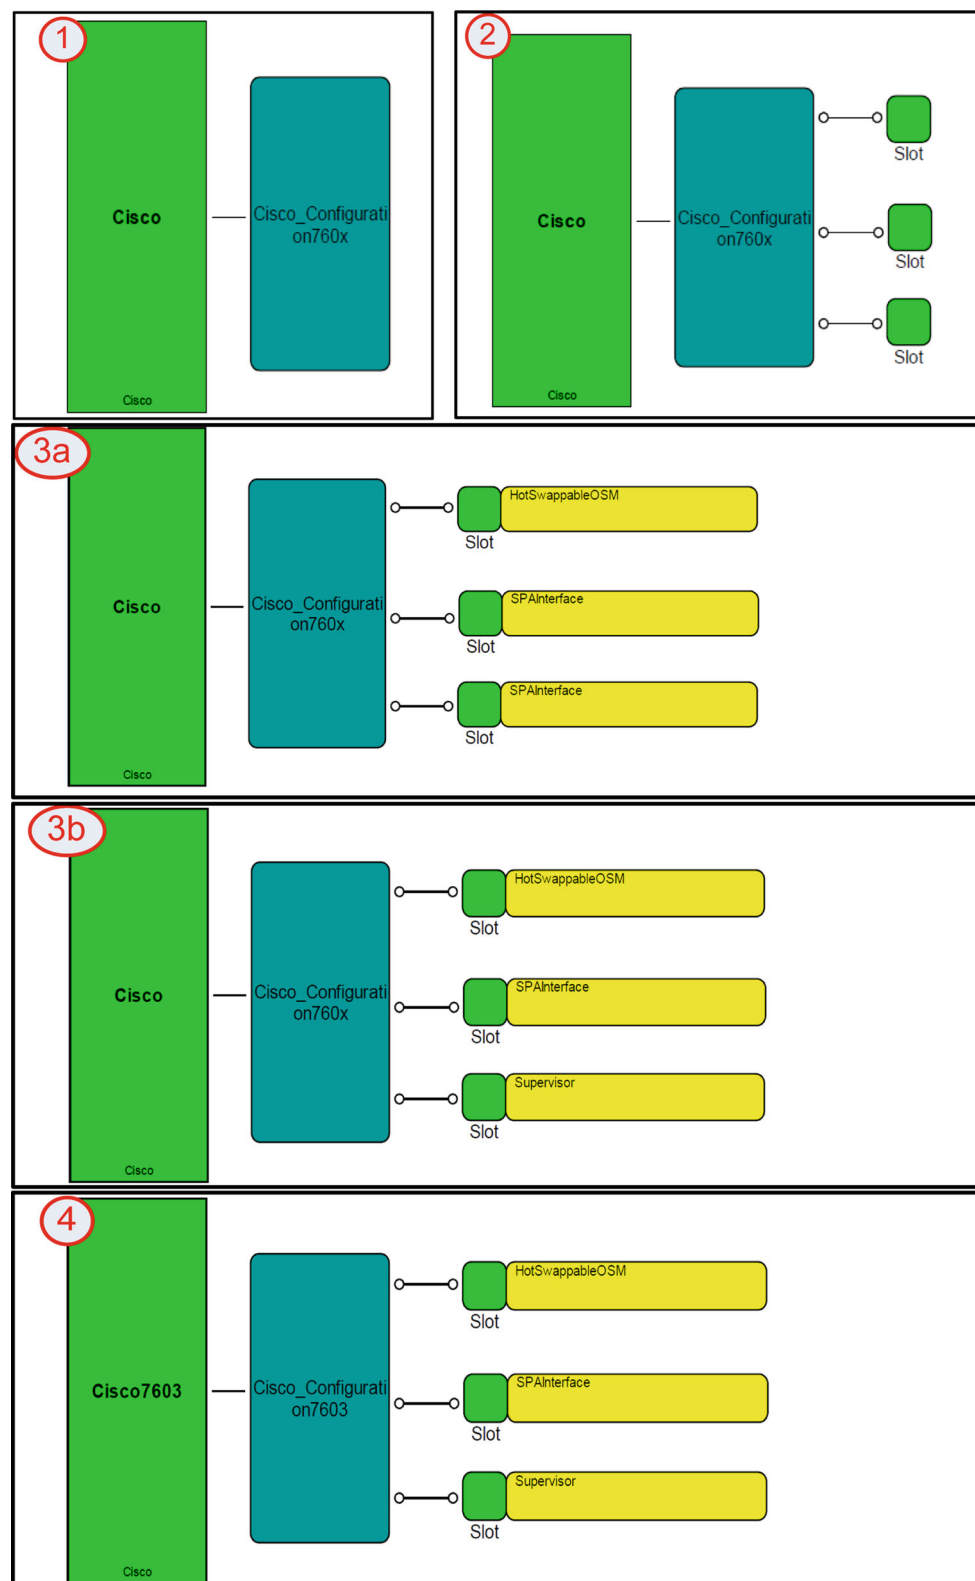 1
Cisco
Cisco_Configurati
on760x
Cisco
2
Cisco
Cisco_Configurati
on760x
Slot
Slot
Slot
Cisco
3a
Cisco
Cisco_Configurati
on760x
HotSwappableOSM
Slot
SPAInterface
Slot
SPAInterface
Slot
Cisco
3b
Cisco
Cisco_Configurati
on760x
HotSwappableOSM
Slot
SPAInterface
Slot
Supervisor
Slot
Cisco
4
Cisco7603
Cisco_Configurati
on7603
HotSwappableOSM
Slot
SPAInterface
Slot
Supervisor
Slot
Cisco